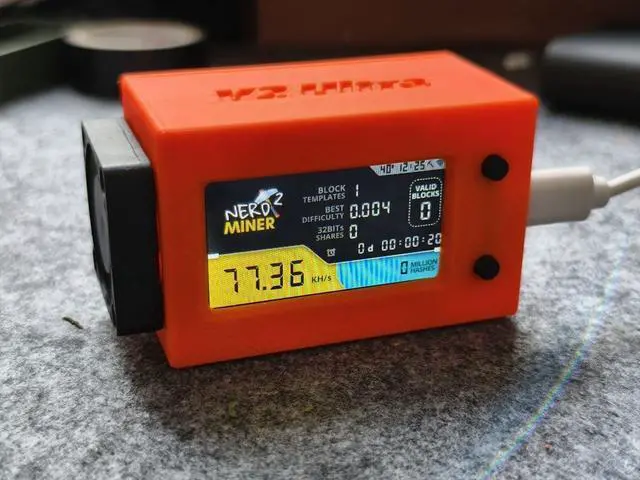 V2 Ultra
40° 12:25
NERD 2
MINER
BLOCK
TEMPLATES 1
BEST
DIFFICULTY 0.004
32BITS
SHARES 0
0d 00:00:20
VALID
BLOCKS
0
77.36 KH/s
0 MILLION
HASHES